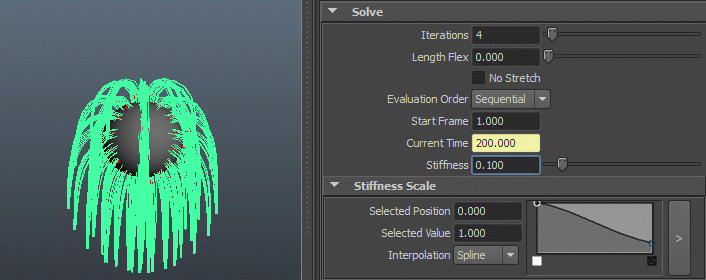 Solve
Iterations 4
Length Flex 0.000
No Stretch
Evaluation Order Sequential
Start Frame 1.000
Current Time 200.000
Stiffness 0.100
Stiffness Scale
Selected Position 0.000
Selected Value 1.000
Interpolation Spline
>